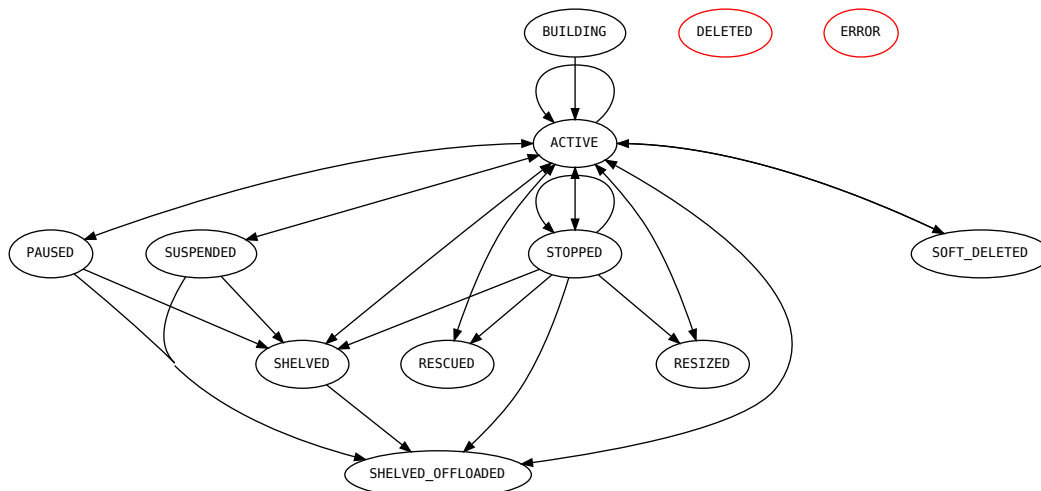 BUILDING
DELETED
ERROR
ACTIVE
PAUSED
SUSPENDED
STOPPED
SOFT_DELETED
SHELVED
RESCUED
RESIZED
SHELVED_OFFLOADED